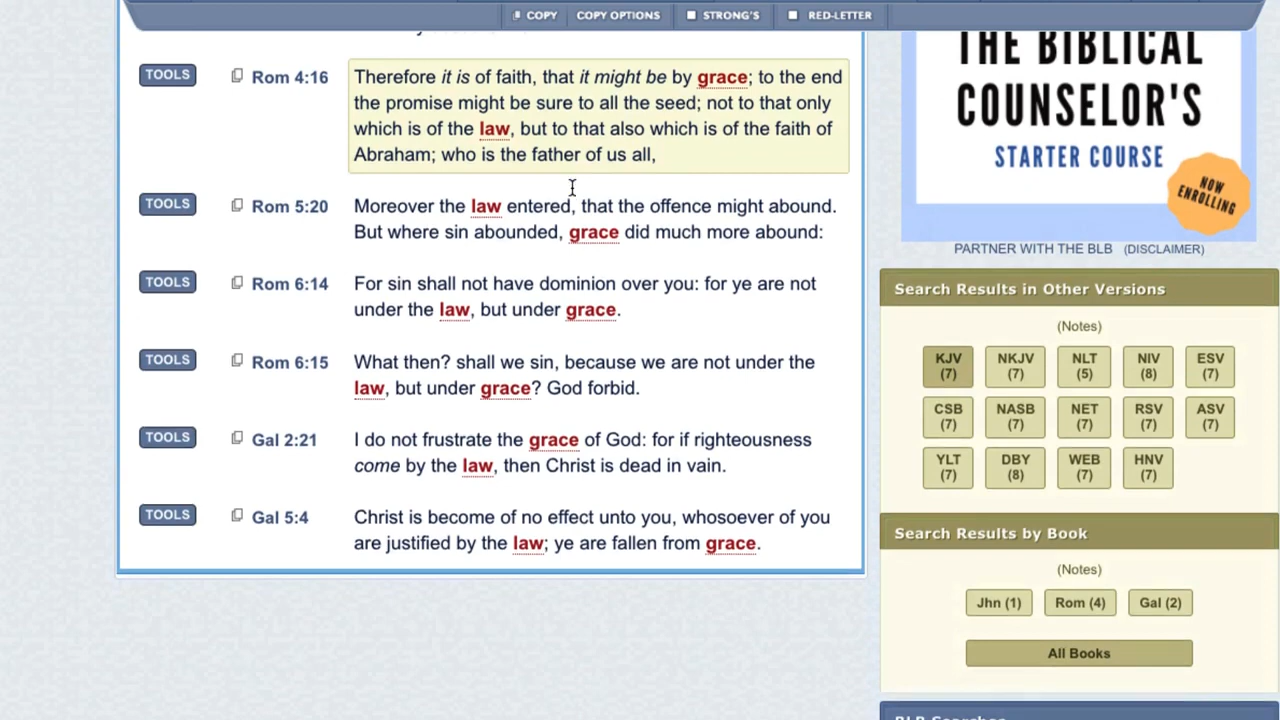 COPY COPY OPTIONS STRONG'S RED-LETTER
TOOLS Rom 4:16 Therefore it is of faith, that it might be by grace; to the end
the promise might be sure to all the seed; not to that only
which is of the law, but to that also which is of the faith of
Abraham; who is the father of us all,
TOOLS Rom 5:20 Moreover the law entered, that the offence might abound.
But where sin abounded, grace did much more abound:
TOOLS Rom 6:14 For sin shall not have dominion over you: for ye are not
under the law, but under grace.
TOOLS Rom 6:15 What then? shall we sin, because we are not under the
law, but under grace? God forbid.
TOOLS Gal 2:21 I do not frustrate the grace of God: for if righteousness
come by the law, then Christ is dead in vain.
TOOLS Gal 5:4 Christ is become of no effect unto you, whosoever of you
are justified by the law; ye are fallen from grace.
THE BIBLICAL
COUNSELOR'S
STARTER COURSE
NOW
ENROLLING
PARTNER WITH THE BLB (DISCLAIMER)
Search Results in Other Versions
(Notes)
KJV NKJV NLT NIV ESV
(7) (7) (5) (8) (7)
CSB NASB NET RSV ASV
(7) (7) (7) (7) (7)
YLT DBY WEB HNV
(7) (8) (7) (7)
Search Results by Book
(Notes)
Jhn (1) Rom (4) Gal (2)
All Books
BLB Searches